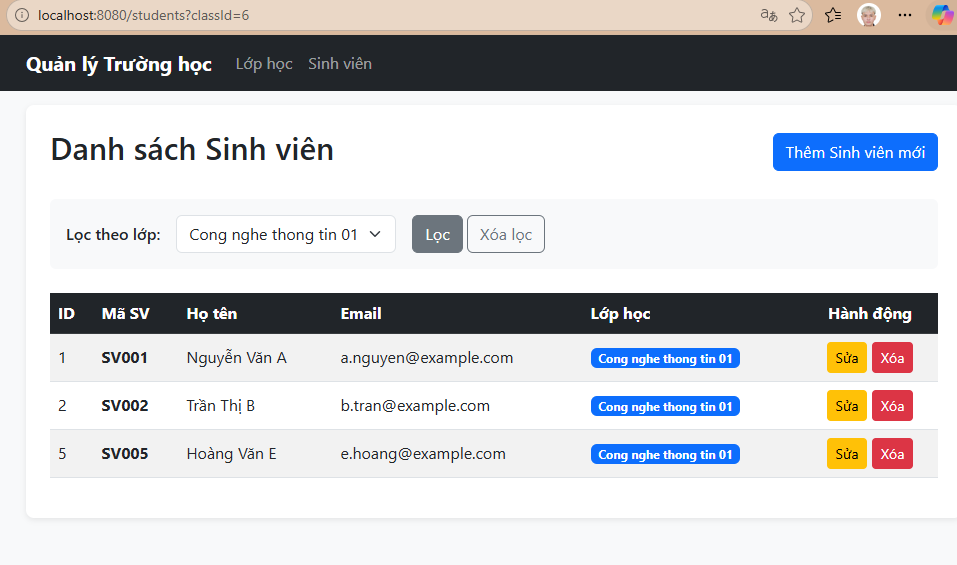 localhost:8080/students?classId=6
Quản lý Trường học Lớp học Sinh viên
Danh sách Sinh viên
Thêm Sinh viên mới
Lọc theo lớp: Cong nghe thong tin 01 Lọc Xóa lọc
ID Mã SV Họ tên Email Lớp học Hành động
1 SV001 Nguyễn Văn A a.nguyen@example.com Cong nghe thong tin 01 Sửa Xóa
2 SV002 Trần Thị B b.tran@example.com Cong nghe thong tin 01 Sửa Xóa
5 SV005 Hoàng Văn E e.hoang@example.com Cong nghe thong tin 01 Sửa Xóa